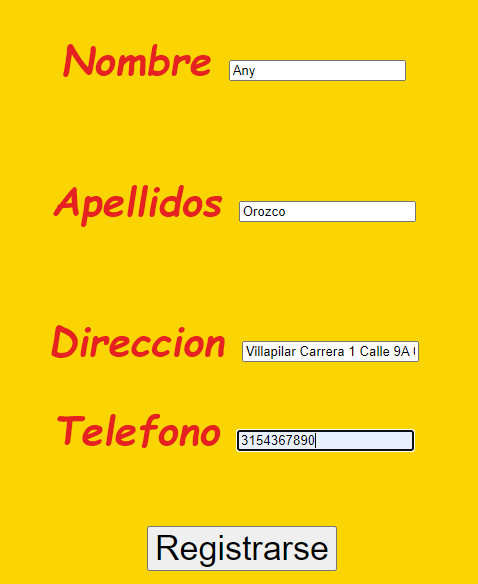 Nombre Any
Apellidos Orozco
Direccion Villapilar Carrera 1 Calle 9A
Telefono 3154367890
Registrarse